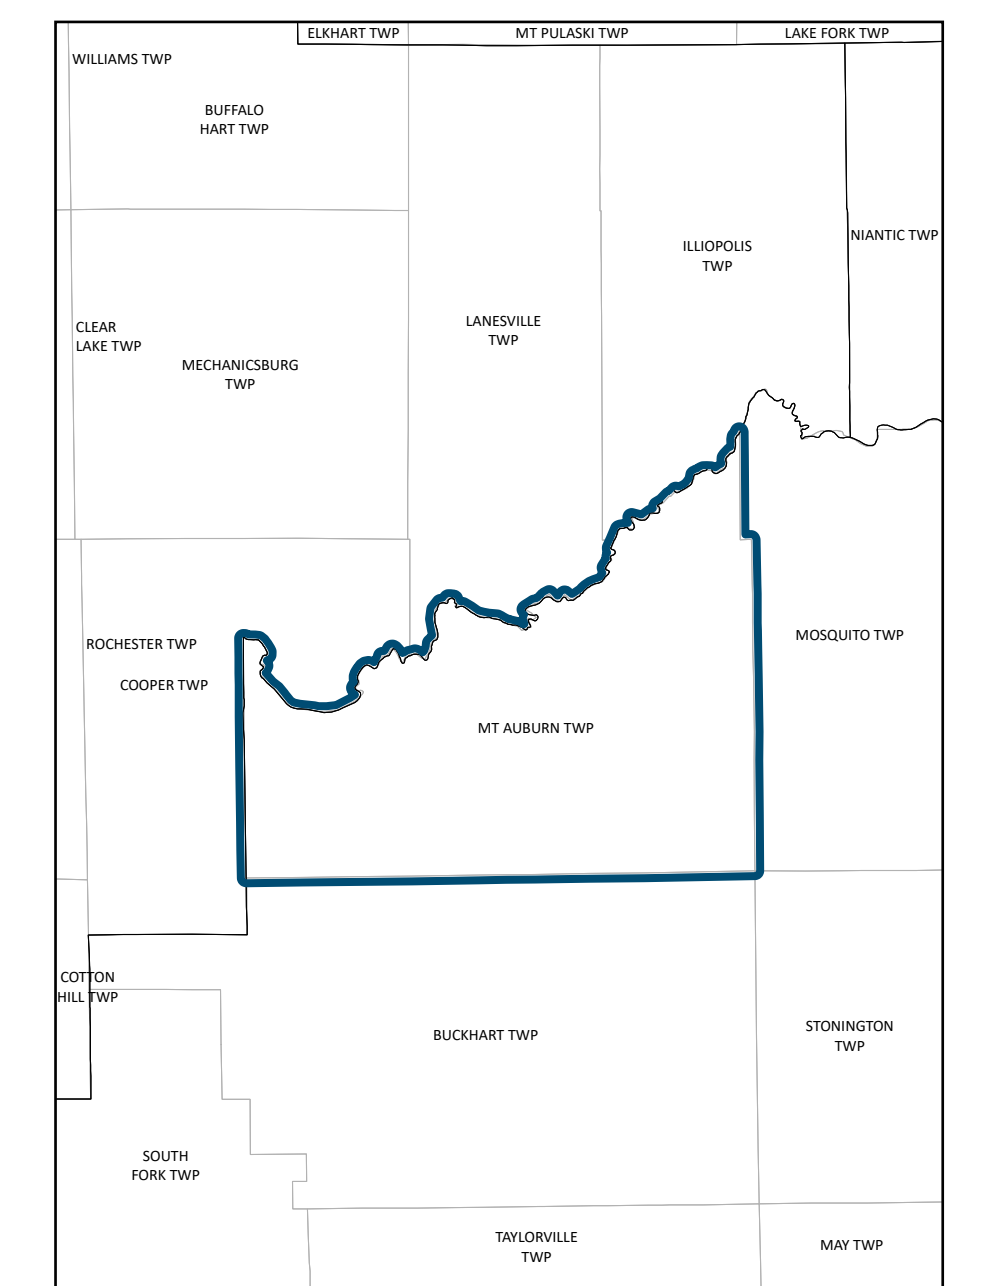 ELKHART TWP
MT PULASKI TWP
LAKE FORK TWP
WILLIAMS TWP
BUFFALO
HART TWP
NIANTIC TWP
ILLIOPOLIS
TWP
LANESVILLE
TWP
CLEAR
LAKE TWP
MECHANICSBURG
TWP
MOSQUITO TWP
ROCHESTER TWP
COOPER TWP
MT AUBURN TWP
COTTON
HILL TWP
BUCKHART TWP
STONINGTON
TWP
SOUTH
FORK TWP
TAYLORVILLE
TWP
MAY TWP